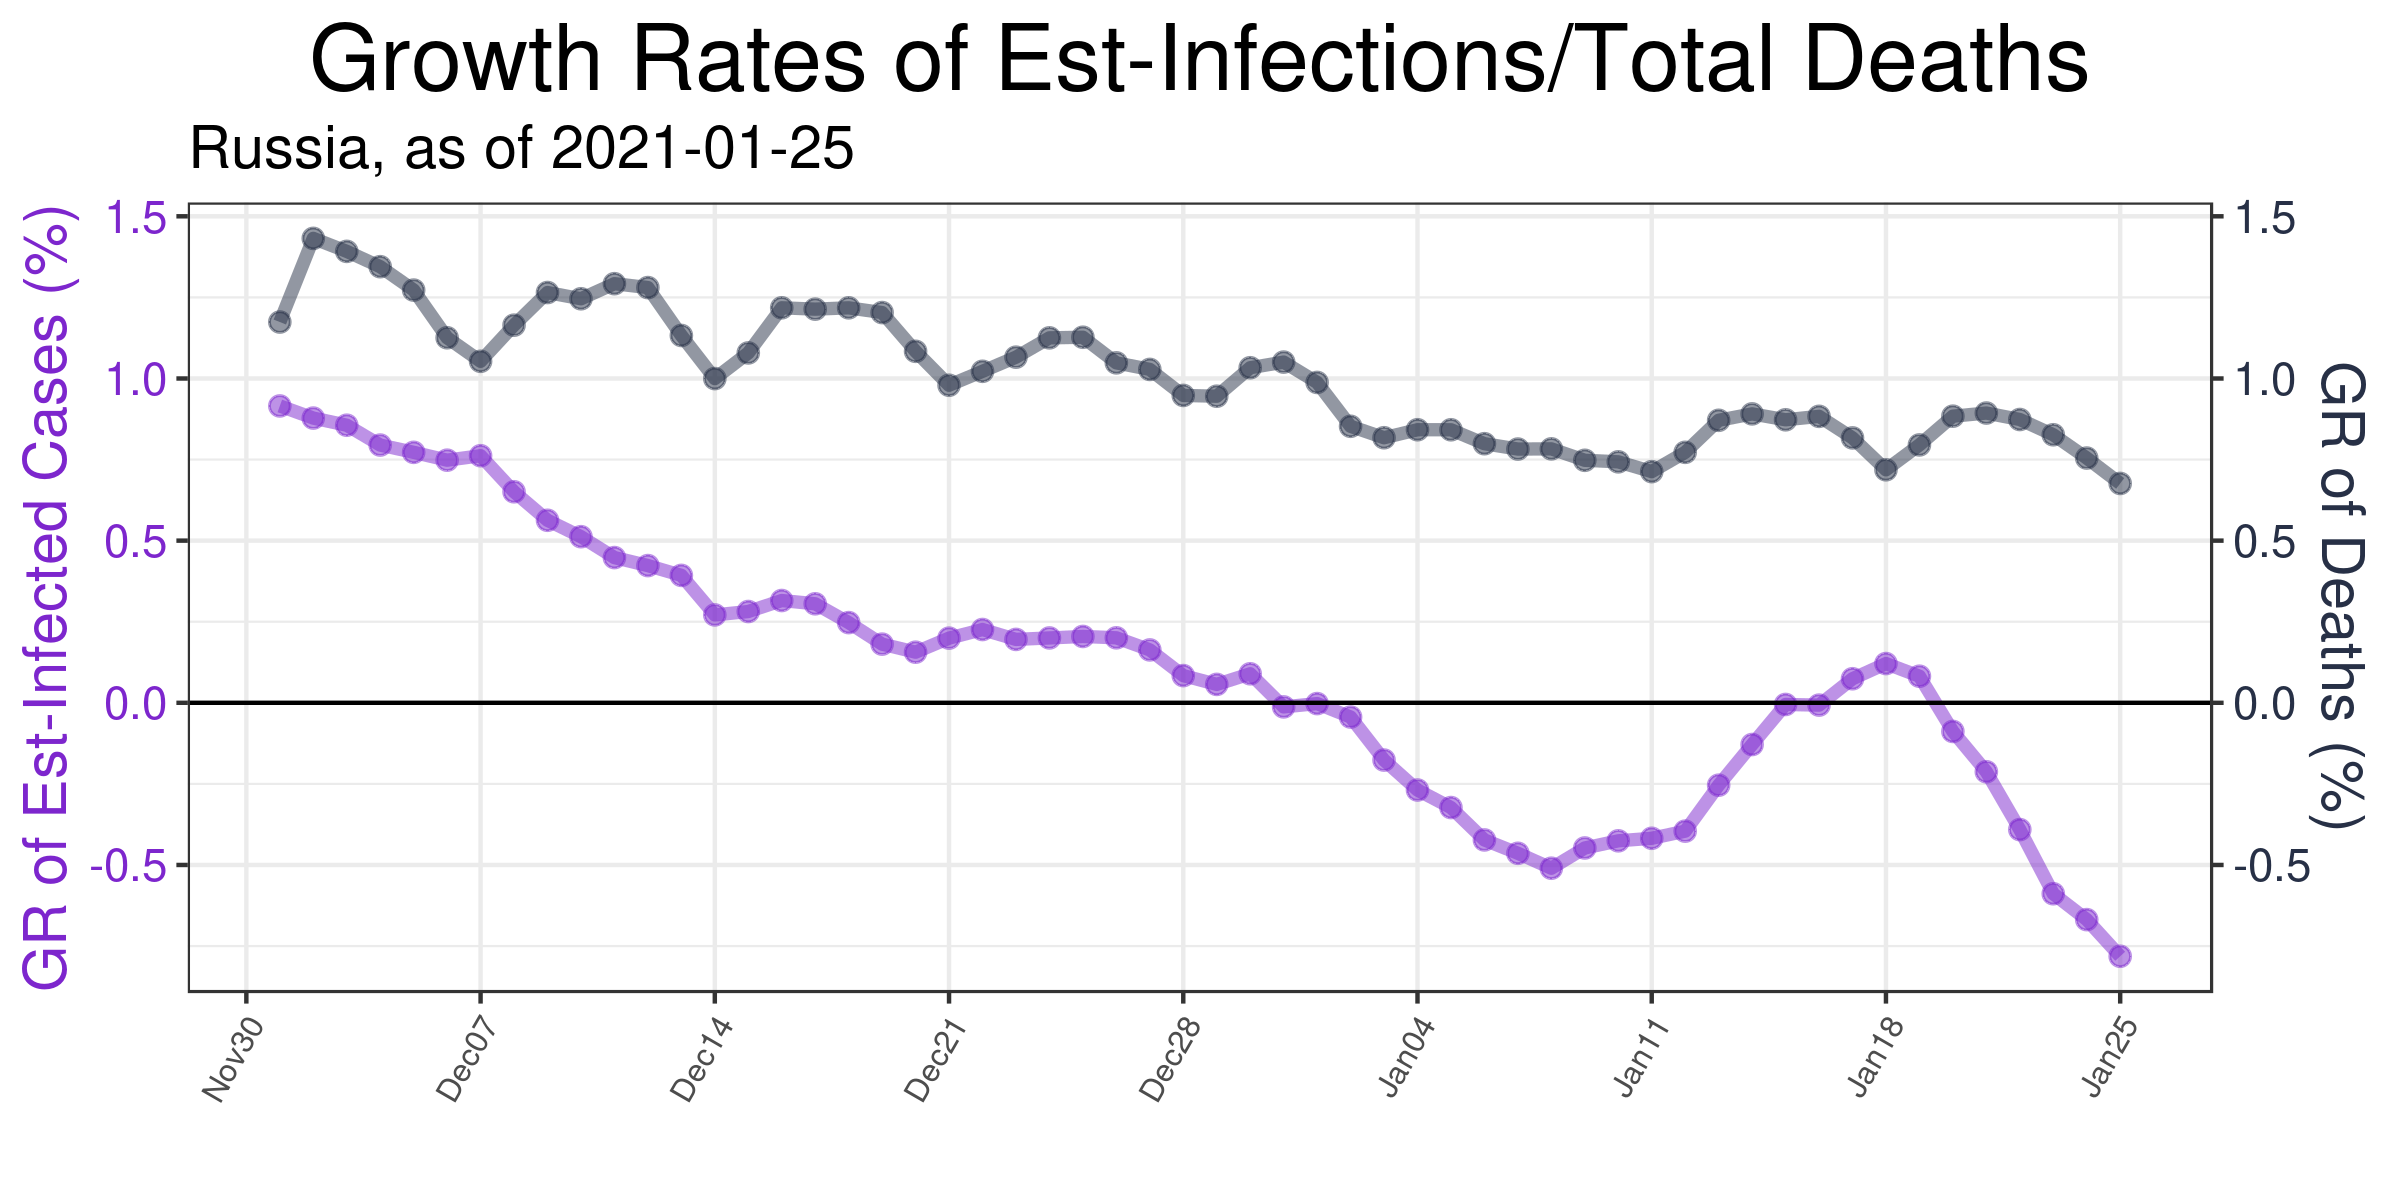 Growth Rates of Est-Infections/Total Deaths
Russia, as of 2021-01-25
GR of Est-Infected Cases (%)
1.5
1.0
0.5
0.0
-0.5
1.5
1.0
0.5
0.0
-0.5
GR of Deaths (%)
Nov30
Dec07
Dec14
Dec21
Dec28
Jan04
Jan11
Jan18
Jan25